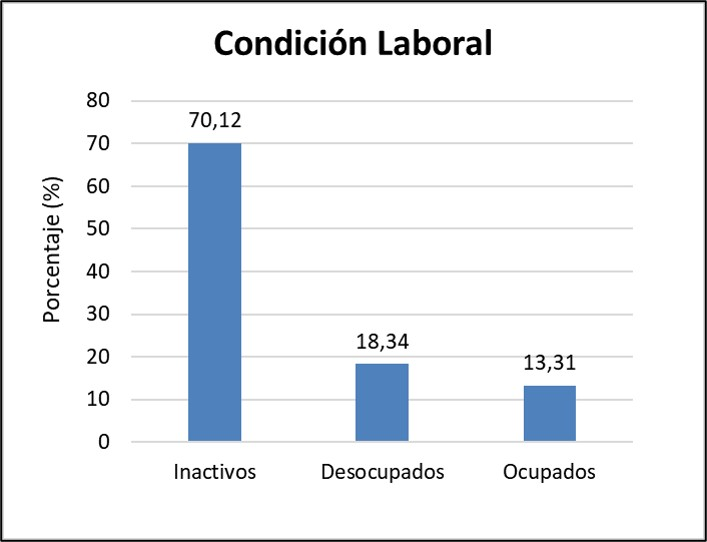 Condición Laboral
Porcentaje (%)
80
70
60
50
40
30
20
10
0
70,12
18,34
13,31
Inactivos
Desocupados
Ocupados